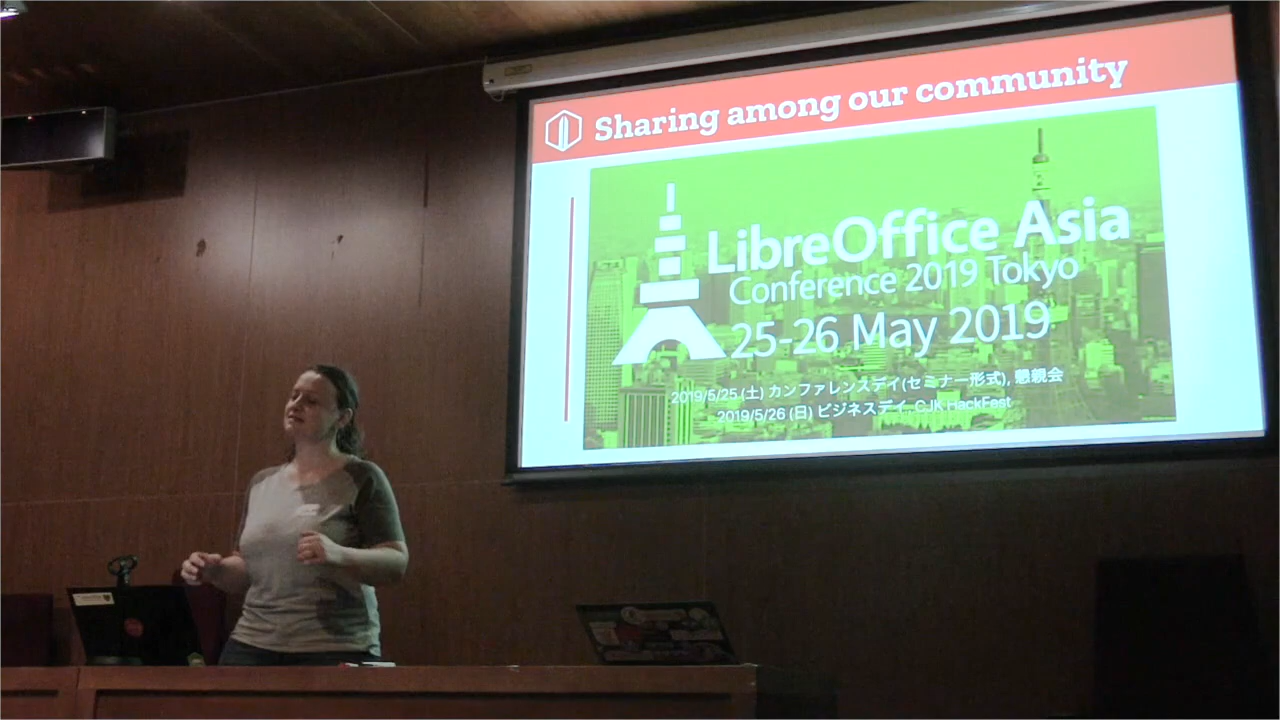 Sharing among our community
LibreOffice Asia
Conference 2019 Tokyo
25-26 May 2019
2019/5/25 (土) カンファレンスデイ(セミナー形式), 懇親会
2019/5/26 (日) ビジネスデイ, CJK HackFest